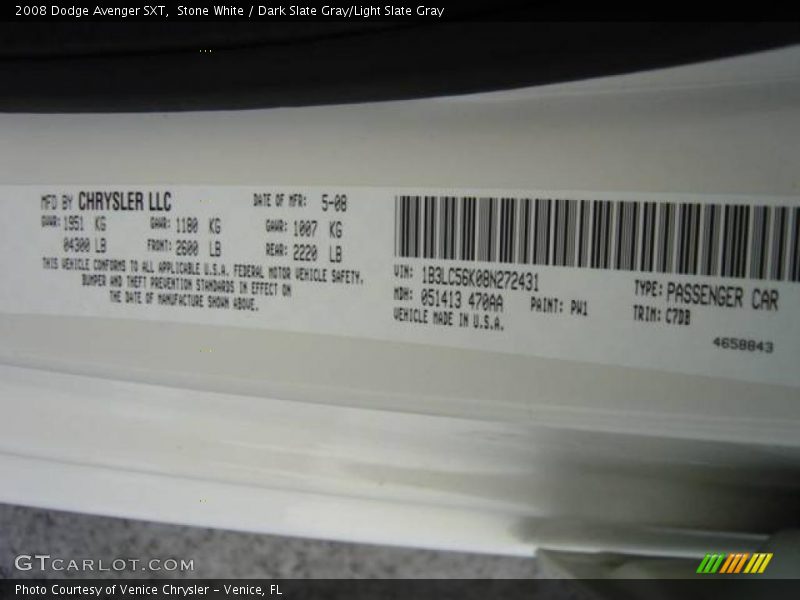 2008 Dodge Avenger SXT,  Stone White / Dark Slate Gray/Light Slate Gray
MFD BY CHRYSLER LLC
DATE OF MFR: 5-08
GVWR: 1951 KG
GAWR: 1180 KG
GAWR: 1007 KG
04300 LB
FRONT: 2600 LB
REAR: 2220 LB
THIS VEHICLE CONFORMS TO ALL APPLICABLE U.S.A. FEDERAL MOTOR VEHICLE SAFETY,
BUMPER AND THEFT PREVENTION STANDARDS IN EFFECT ON
THE DATE OF MANUFACTURE SHOWN ABOVE.
VIN: 1B3LC56K08N272431
TYPE: PASSENGER CAR
MDH: 051413 470AA
PAINT: PW1
TRIM: C7DB
VEHICLE MADE IN U.S.A.
4658843
GTCARLOT.COM
Photo Courtesy of Venice Chrysler – Venice, FL